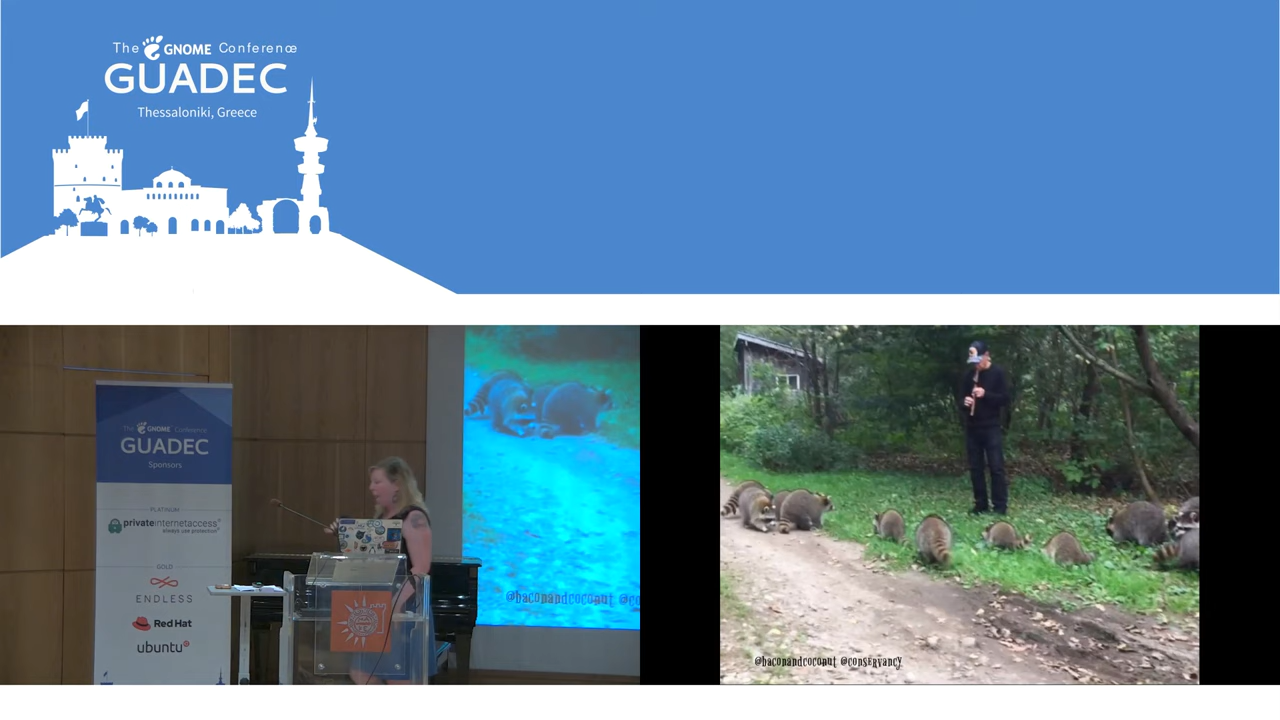 The GNOME Conference
GUADEC
Thessaloniki, Greece
The GNOME Conference
GUADEC
Sponsors
PLATINUM
privateinternetaccess
always use protection
GOLD
ENDLESS
Red Hat
ubuntu
@baconandcoconut @co
@baconandcoconut @conservancy